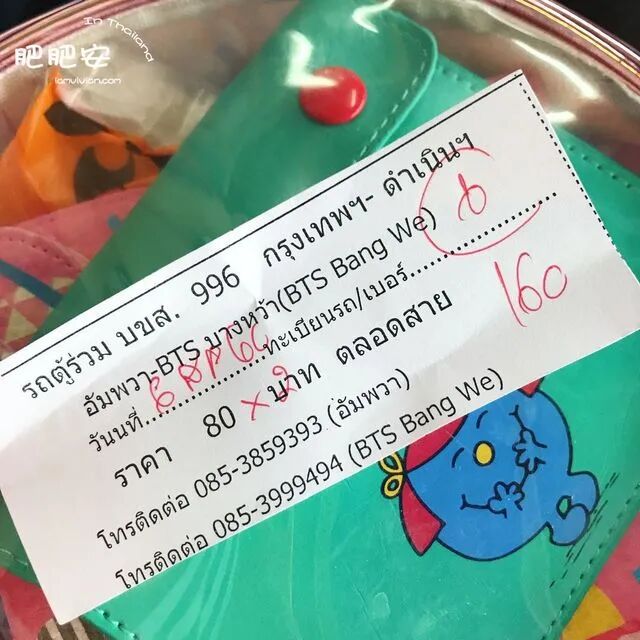 肥肥安
In Thailand
รถตู้ร่วม บขส. 996 กรุงเทพฯ- ดำเนินฯ
อัมพวา-BTS บางหว้า(BTS Bang We)
วันนที่....................ทะเบียนรถ/เบอร์....................
ราคา 80 x 2 บาท ตลอดสาย 160
โทรติดต่อ 085-3859393 (อัมพวา)
โทรติดต่อ 085-3999494 (BTS Bang We)